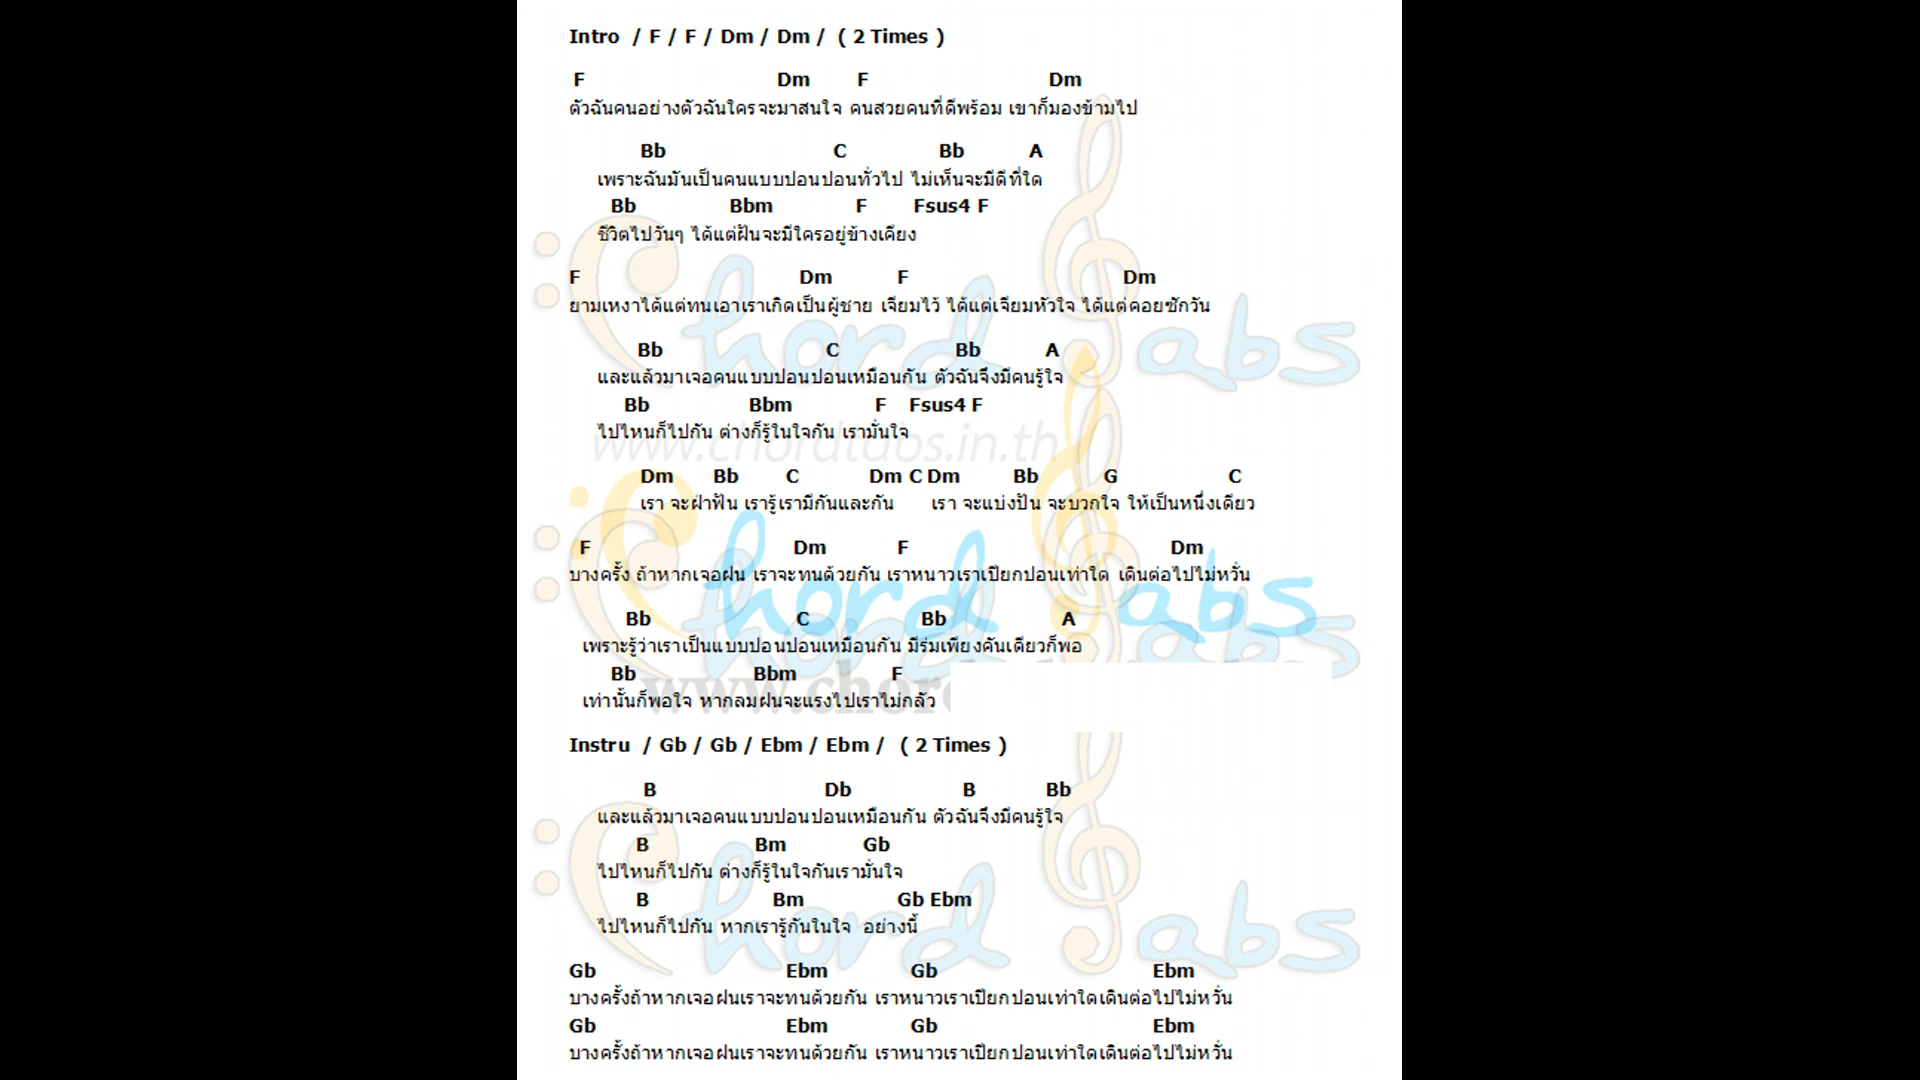 Intro / F / F / Dm / Dm / ( 2 Times )
F Dm F Dm
ตัวฉันคนอย่างตัวฉันใครจะมาสนใจ คนสวยคนที่ดีพร้อม เขาก็มองข้ามไป
Bb C Bb A
เพราะฉันมันเป็นคนแบบปอนปอนทั่วไป ไม่เห็นจะมีดีที่ใด
Bb Bbm F Fsus4 F
ชีวิตไปวันๆ ได้แต่ฝันจะมีใครอยู่ข้างเคียง
F Dm F Dm
ยามเหงาได้แต่ทนเอาเราเกิดเป็นผู้ชาย เจียมไว้ ได้แต่เจียมหัวใจ ได้แต่คอยซักวัน
Bb C Bb A
และแล้วมาเจอคนแบบปอนปอนเหมือนกัน ตัวฉันจึงมีคนรู้ใจ
Bb Bbm F Fsus4 F
ไปไหนก็ไปกัน ต่างก็รู้ในใจกัน เรามั่นใจ
www.chordtabs.in.th
Dm Bb C Dm C Dm Bb G C
เรา จะฝ่าฟัน เรารู้เรามีกันและกัน เรา จะแบ่งปัน จะบวกใจ ให้เป็นหนึ่งเดียว
F Dm F Dm
บางครั้ง ถ้าหากเจอฝน เราจะทนด้วยกัน เราหนาวเราเปียกปอนเท่าใด เดินต่อไปไม่หวั่น
Chord Tabs
Bb C Bb A
เพราะรู้ว่าเราเป็นแบบปอนปอนเหมือนกัน มีร่มเพียงคันเดียวก็พอ
Bb Bbm F
www.chord
เท่านั้นก็พอใจ หากลมฝนจะแรงไปเราไม่กลัว
Instru / Gb / Gb / Ebm / Ebm / ( 2 Times )
B Db B Bb
และแล้วมาเจอคนแบบปอนปอนเหมือนกัน ตัวฉันจึงมีคนรู้ใจ
B Bm Gb
ไปไหนก็ไปกัน ต่างก็รู้ในใจกันเรามั่นใจ
B Bm Gb Ebm
ไปไหนก็ไปกัน หากเรารู้กันในใจ อย่างนี้
Gb Ebm Gb Ebm
บางครั้งถ้าหากเจอฝนเราจะทนด้วยกัน เราหนาวเราเปียกปอนเท่าใดเดินต่อไปไม่หวั่น
Gb Ebm Gb Ebm
บางครั้งถ้าหากเจอฝนเราจะทนด้วยกัน เราหนาวเราเปียกปอนเท่าใดเดินต่อไปไม่หวั่น